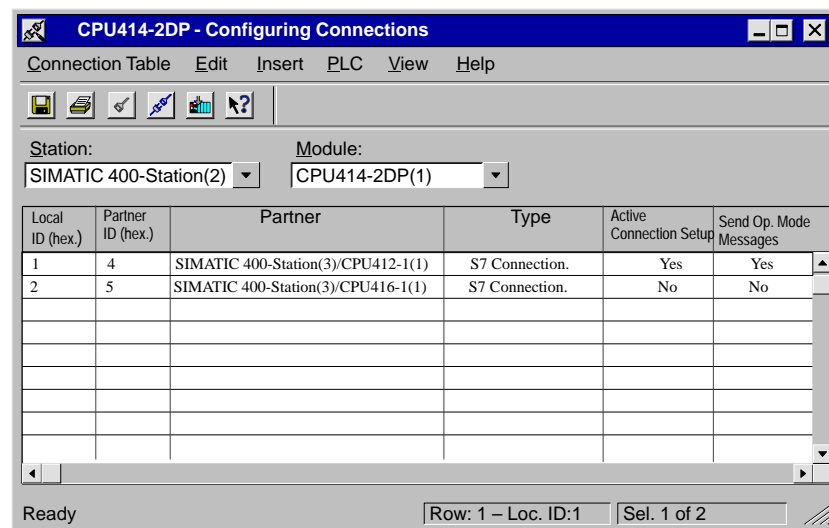 CPU414-2DP - Configuring Connections
Connection Table Edit Insert PLC View Help
Station: Module:
SIMATIC 400-Station(2) CPU414-2DP(1)
Local ID (hex.) Partner ID (hex.) Partner Type Active Connection Setup Send Op. Mode Messages
1 4 SIMATIC 400-Station(3)/CPU412-1(1) S7 Connection. Yes Yes
2 5 SIMATIC 400-Station(3)/CPU416-1(1) S7 Connection. No No
Ready Row: 1 – Loc. ID:1 Sel. 1 of 2